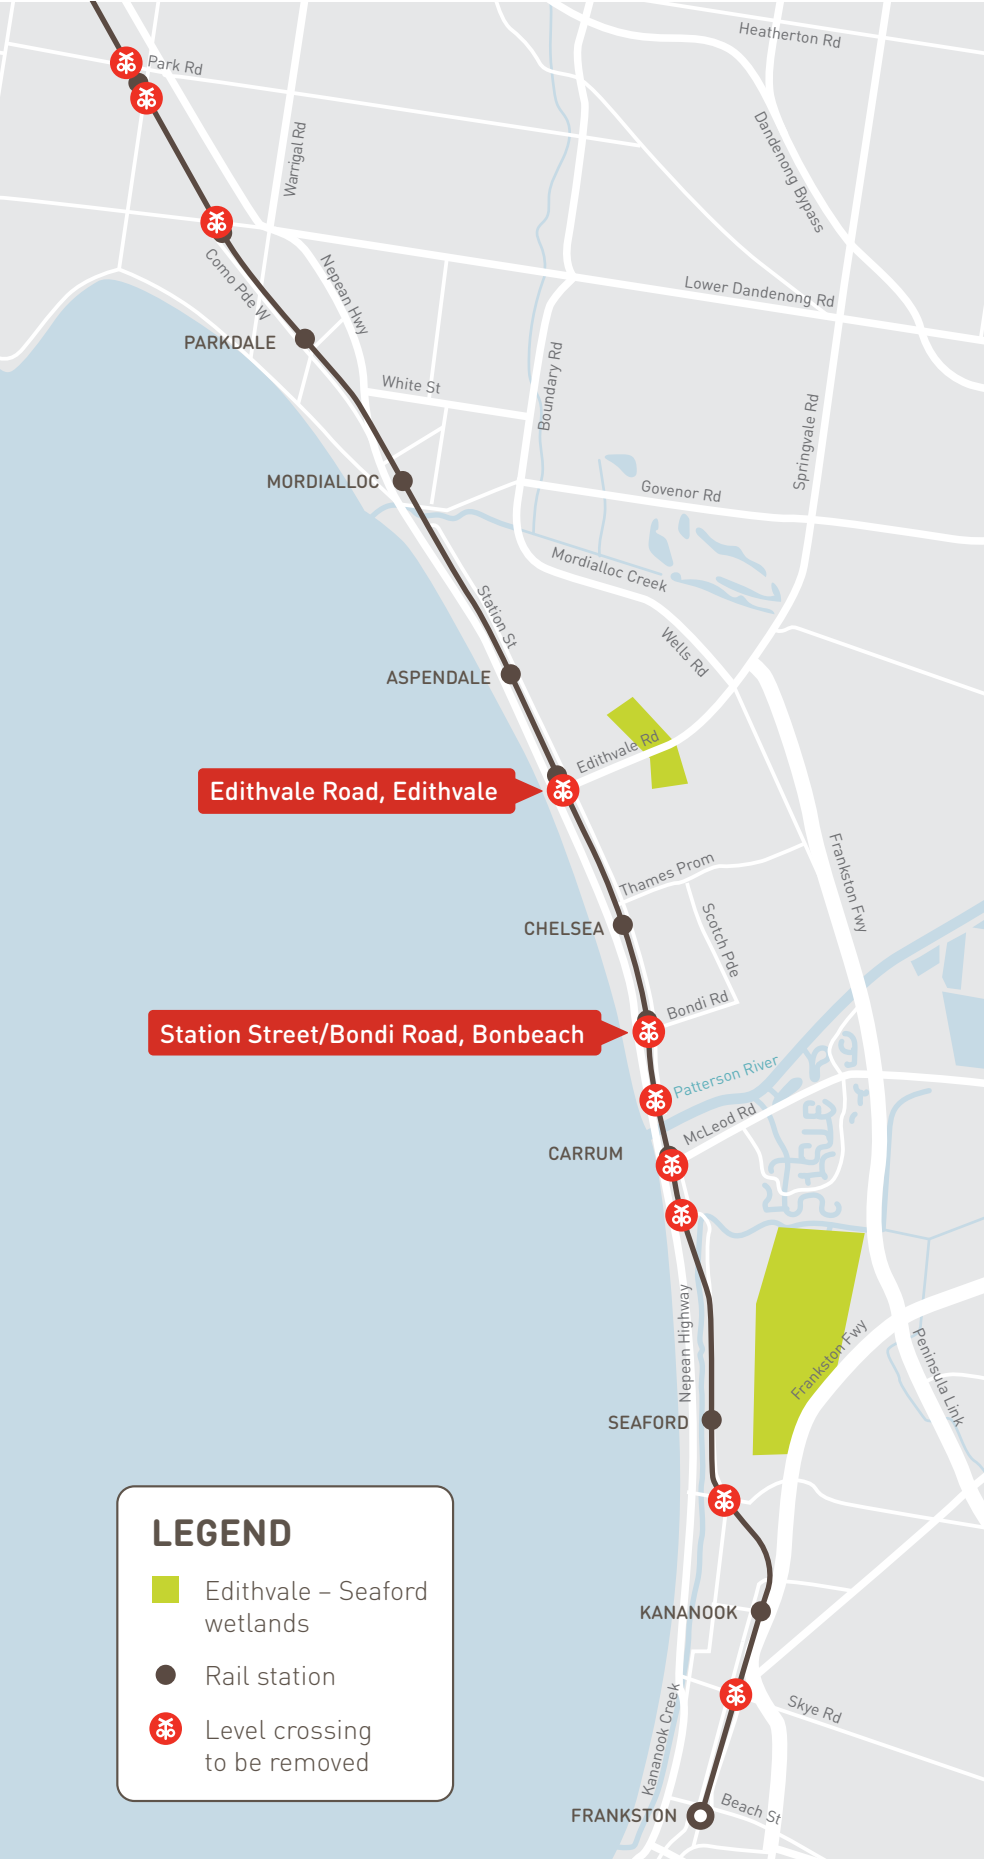 Heatherton Rd
Park Rd
Warrigal Rd
Dandenong Bypass
Como Pde W
Nepean Hwy
Lower Dandenong Rd
PARKDALE
White St
Boundary Rd
Springvale Rd
MORDIALLOC
Govenor Rd
Mordialloc Creek
Station St
Wells Rd
ASPENDALE
Edithvale Rd
Edithvale Road, Edithvale
Thames Prom
Frankston Fwy
CHELSEA
Scotch Pde
Bondi Rd
Station Street/Bondi Road, Bonbeach
Patterson River
McLeod Rd
CARRUM
Nepean Highway
Frankston Fwy
Peninsula Link
SEAFORD
LEGEND
Edithvale – Seaford
wetlands
Rail station
Level crossing
to be removed
KANANOOK
Kananook Creek
Skye Rd
Beach St
FRANKSTON